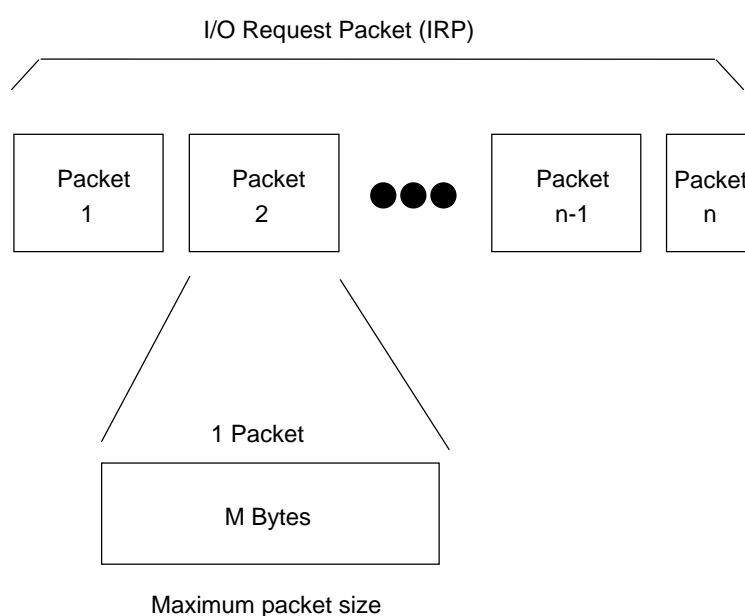 I/O Request Packet (IRP)
Packet
1
Packet
2
Packet
n-1
Packet
n
1 Packet
M Bytes
Maximum packet size